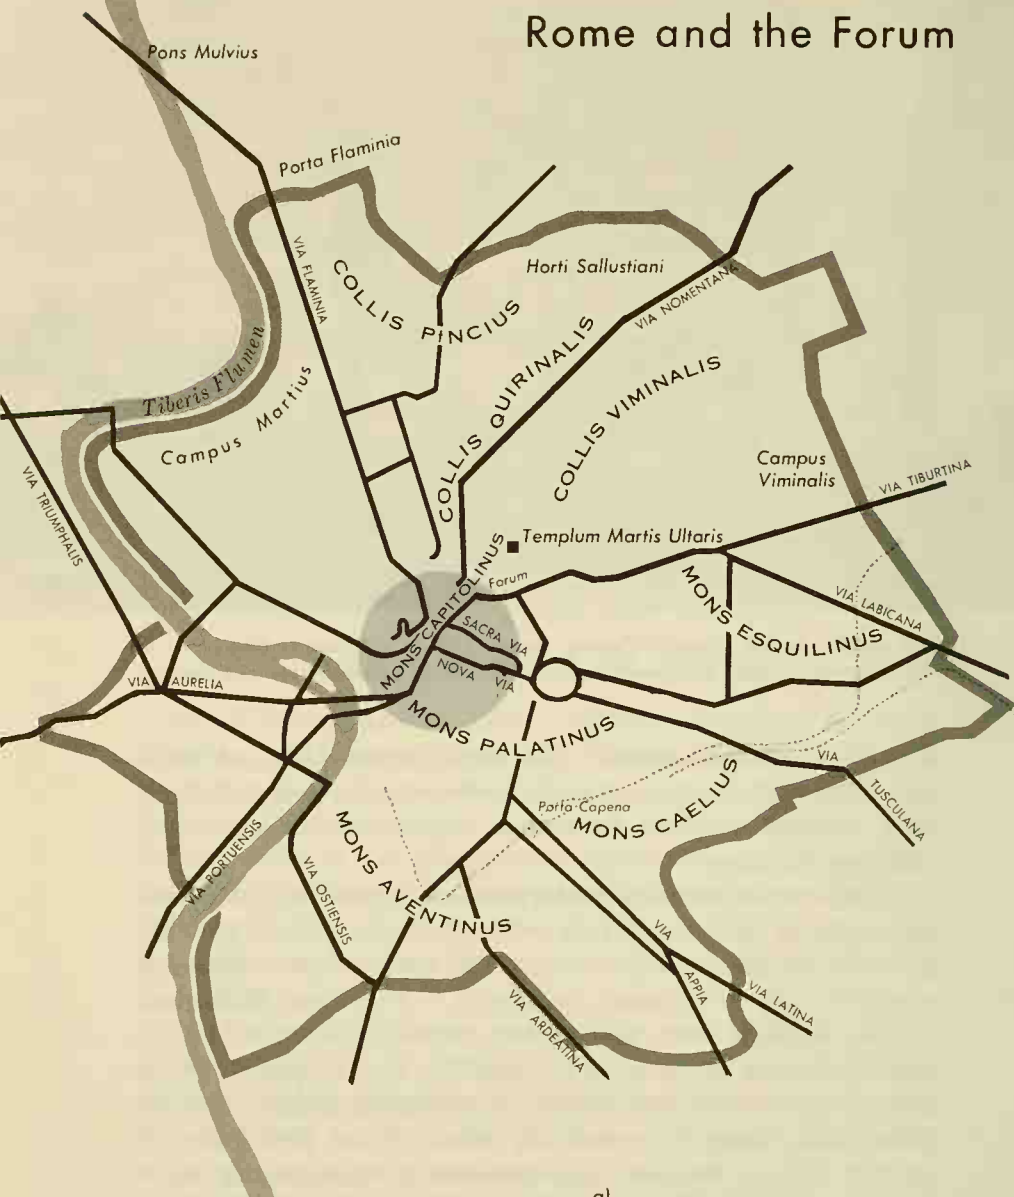 Rome and the Forum
Pons Mulvius
Porta Flaminia
VIA FLAMINIA
COLLIS PINCIUS
Horti Sallustiani
VIA NOMENTANA
Tiberis Flumen
Campus Martius
COLLIS QUIRINALIS
COLLIS VIMINALIS
Campus
Viminalis
VIA TIBURTINA
VIA TRIUMPHALIS
Templum Martis Ultaris
MONS CAPITOLINUS
Forum
SACRA VIA
NOVA VIA
MONS ESQUILINUS
VIA LABICANA
VIA AURELIA
MONS PALATINUS
VIA TUSCULANA
Porta Capena
MONS CAELIUS
MONS AVENTINUS
VIA PORTUENSIS
VIA OSTIENSIS
VIA APPIA
VIA LATINA
VIA ARDEATINA